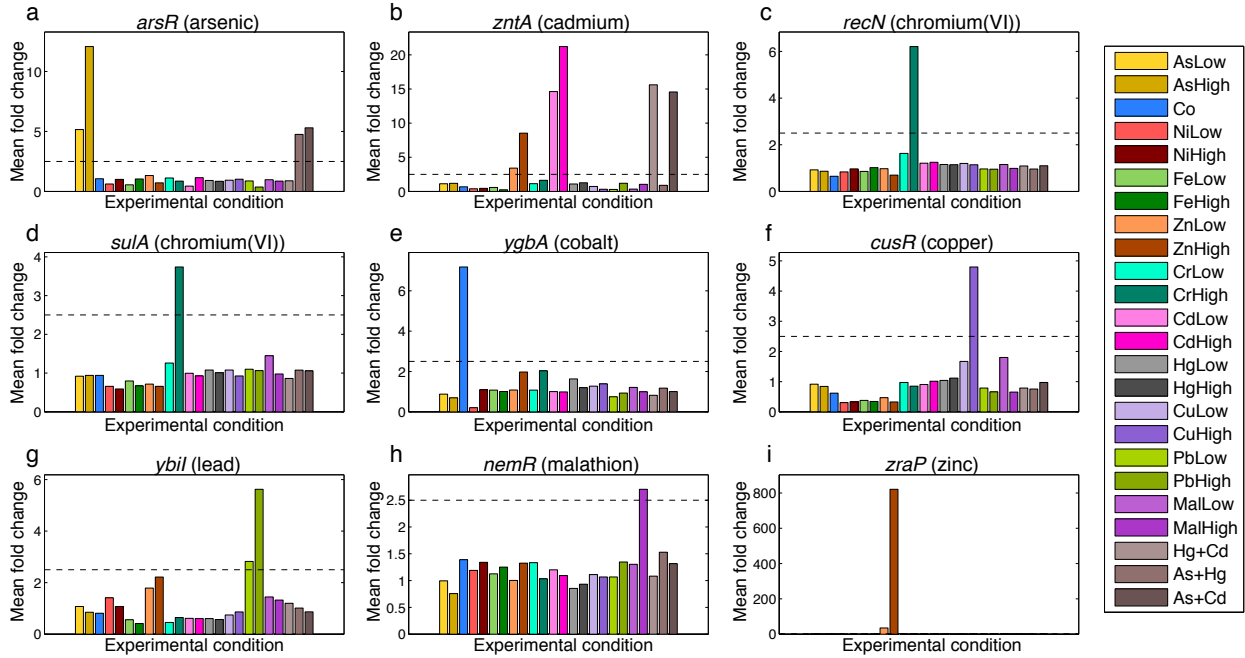 a
arsR (arsenic)
Mean fold change
10
5
0
Experimental condition
b
zntA (cadmium)
Mean fold change
20
15
10
5
0
Experimental condition
c
recN (chromium(VI))
Mean fold change
6
4
2
0
Experimental condition
d
sulA (chromium(VI))
Mean fold change
4
3
2
1
0
Experimental condition
e
ygbA (cobalt)
Mean fold change
6
4
2
0
Experimental condition
f
cusR (copper)
Mean fold change
5
4
3
2
1
0
Experimental condition
g
ybiI (lead)
Mean fold change
6
4
2
0
Experimental condition
h
nemR (malathion)
Mean fold change
2.5
2
1.5
1
0.5
0
Experimental condition
i
zraP (zinc)
Mean fold change
800
600
400
200
0
Experimental condition
AsLow
AsHigh
Co
NiLow
NiHigh
FeLow
FeHigh
ZnLow
ZnHigh
CrLow
CrHigh
CdLow
CdHigh
HgLow
HgHigh
CuLow
CuHigh
PbLow
PbHigh
MalLow
MalHigh
Hg+Cd
As+Hg
As+Cd